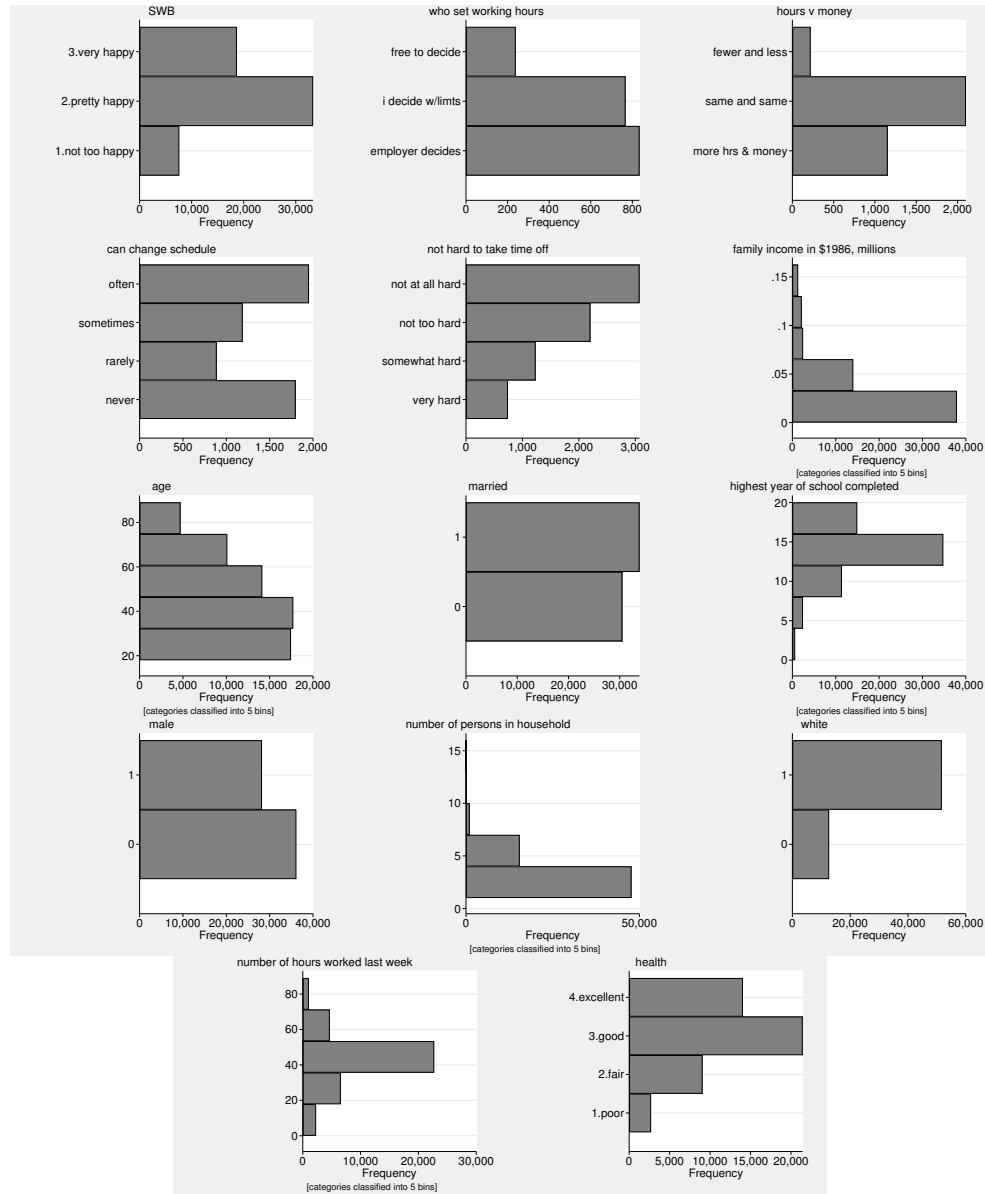 SWB
3.very happy
2.pretty happy
1.not too happy
0 10,000 20,000 30,000
Frequency
who set working hours
free to decide
i decide w/limts
employer decides
0 200 400 600 800
Frequency
hours v money
fewer and less
same and same
more hrs & money
0 500 1,000 1,500 2,000
Frequency
can change schedule
often
sometimes
rarely
never
0 500 1,000 1,500 2,000
Frequency
not hard to take time off
not at all hard
not too hard
somewhat hard
very hard
0 1,000 2,000 3,000
Frequency
family income in $1986, millions
.15
.1
.05
0
0 10,000 20,000 30,000 40,000
Frequency
[categories classified into 5 bins]
age
80
60
40
20
0 5,000 10,000 15,000 20,000
Frequency
[categories classified into 5 bins]
married
1
0
0 10,000 20,000 30,000
Frequency
highest year of school completed
20
15
10
5
0
0 10,000 20,000 30,000 40,000
Frequency
[categories classified into 5 bins]
male
1
0
0 10,000 20,000 30,000 40,000
Frequency
number of persons in household
15
10
5
0
0 50,000
Frequency
[categories classified into 5 bins]
white
1
0
0 20,000 40,000 60,000
Frequency
number of hours worked last week
80
60
40
20
0
0 10,000 20,000 30,000
Frequency
[categories classified into 5 bins]
health
4.excellent
3.good
2.fair
1.poor
0 5,000 10,000 15,000 20,000
Frequency